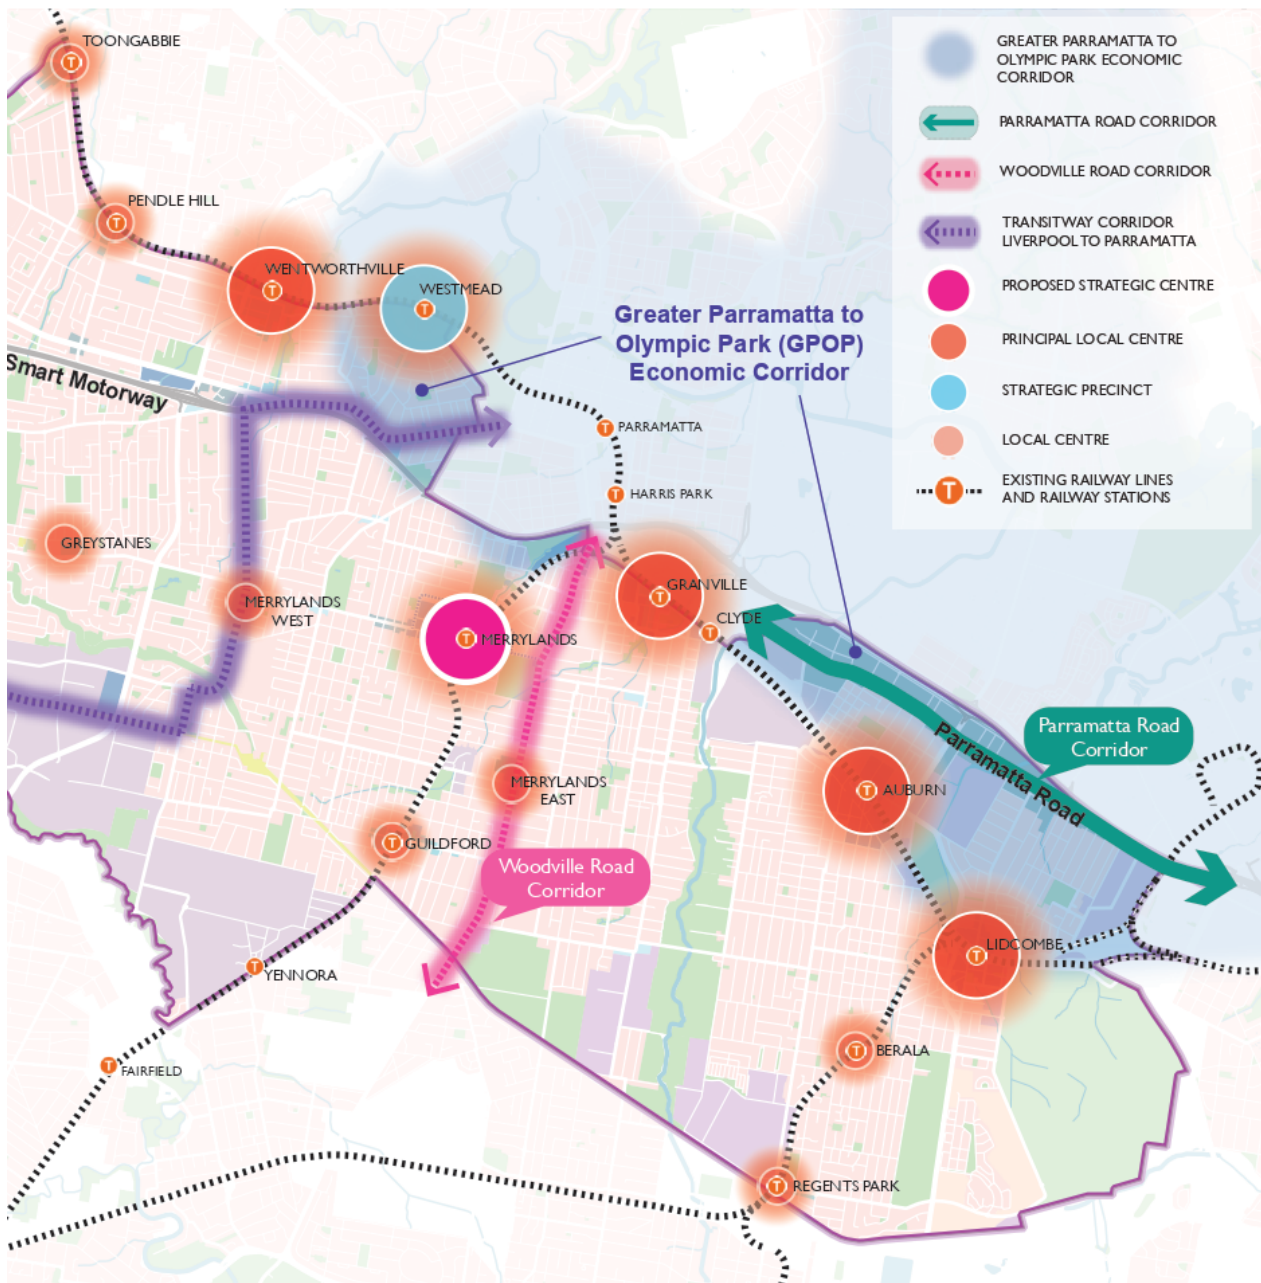 TOONGABBIE
PENDLE HILL
WENTWORTHVILLE
WESTMEAD
Greater Parramatta to
Olympic Park (GPOP)
Economic Corridor
Smart Motorway
PARRAMATTA
HARRIS PARK
GREYSTANES
MERRYLANDS
WEST
MERRYLANDS
GRANVILLE
CLYDE
Parramatta Road
Corridor
Parramatta Road
MERRYLANDS
EAST
AUBURN
GUILDFORD
Woodville Road
Corridor
LIDCOMBE
YENNORA
BERALA
FAIRFIELD
REGENTS PARK
GREATER PARRAMATTA TO
OLYMPIC PARK ECONOMIC
CORRIDOR
PARRAMATTA ROAD CORRIDOR
WOODVILLE ROAD CORRIDOR
TRANSITWAY CORRIDOR
LIVERPOOL TO PARRAMATTA
PROPOSED STRATEGIC CENTRE
PRINCIPAL LOCAL CENTRE
STRATEGIC PRECINCT
LOCAL CENTRE
T
EXISTING RAILWAY LINES
AND RAILWAY STATIONS